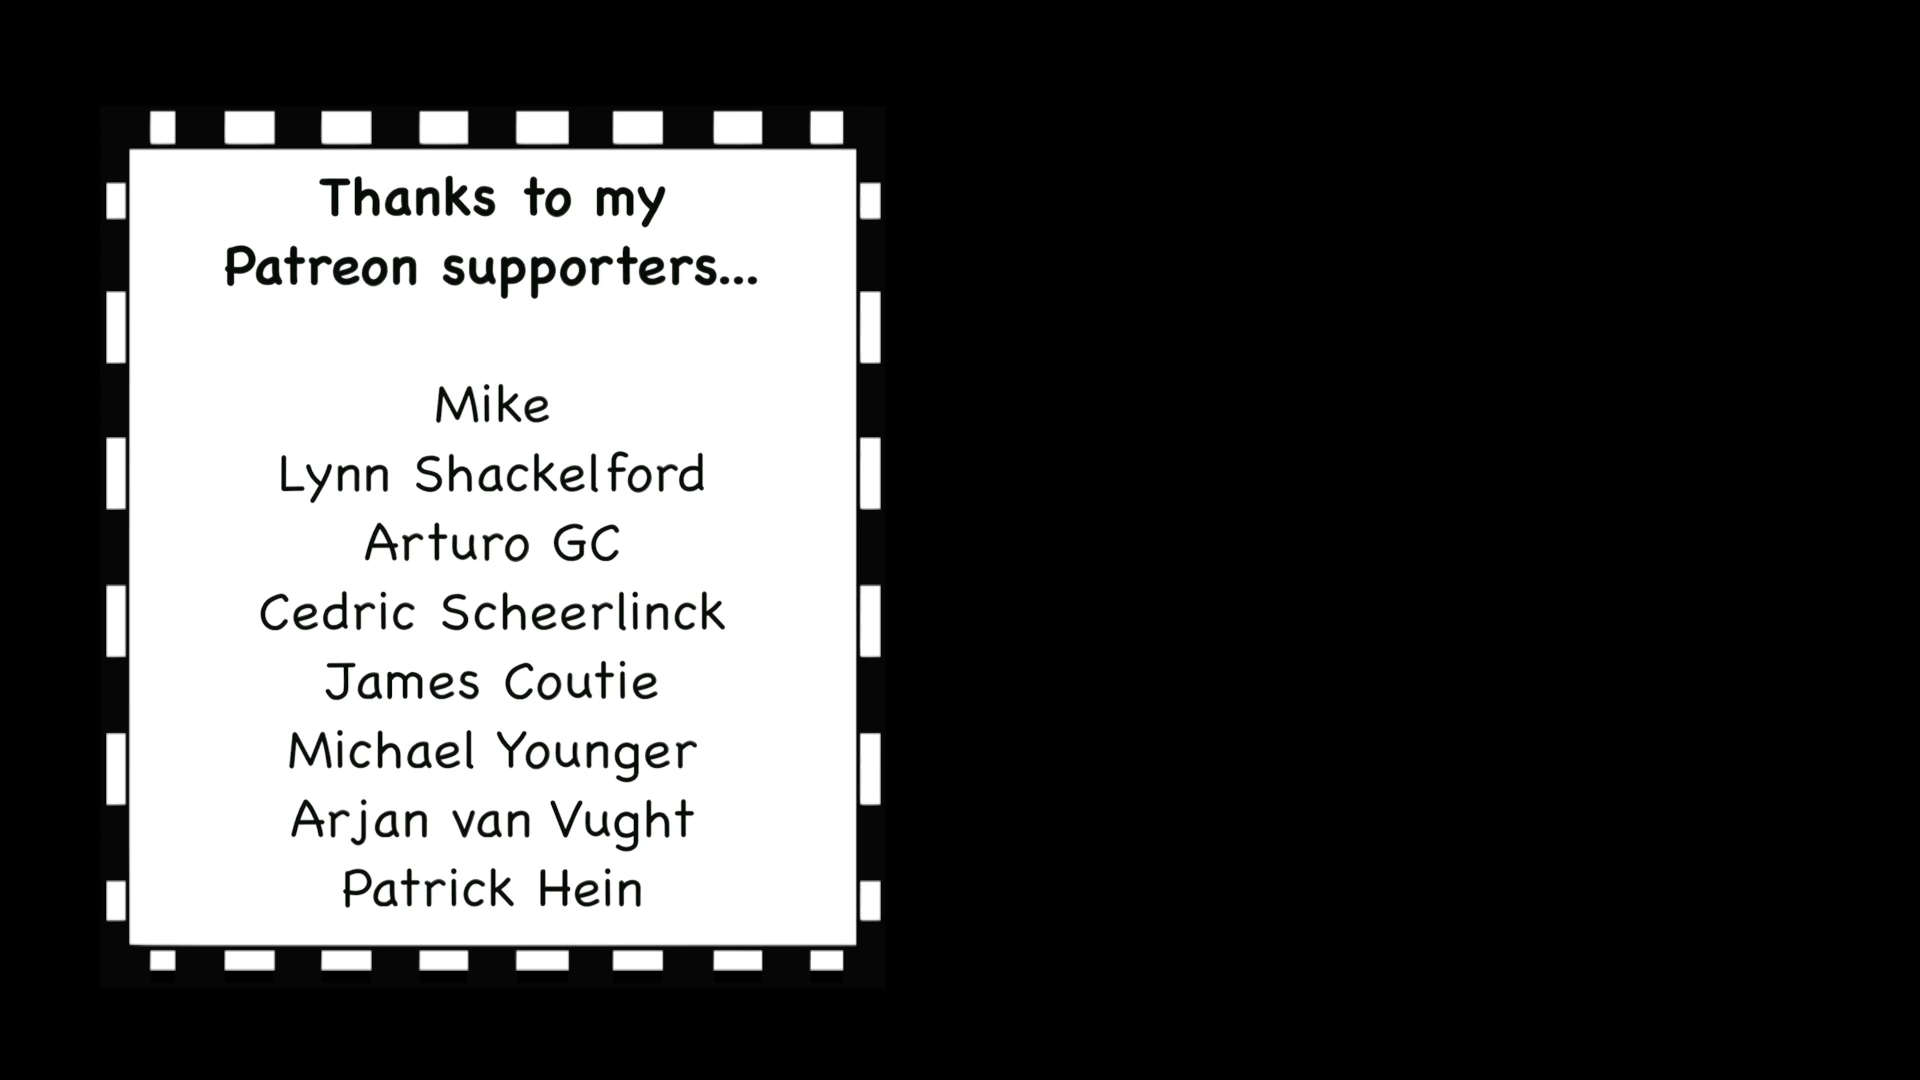 Thanks to my
Patreon supporters...
Mike
Lynn Shackelford
Arturo GC
Cedric Scheerlinck
James Coutie
Michael Younger
Arjan van Vught
Patrick Hein